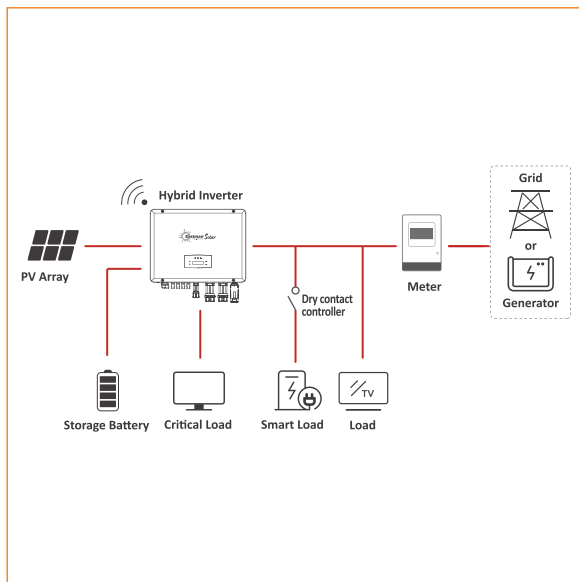 Grid
Hybrid Inverter
Solar
or
PV Array
Meter
Generator
Dry contact
controller
TV
Storage Battery
Critical Load
Smart Load
Load